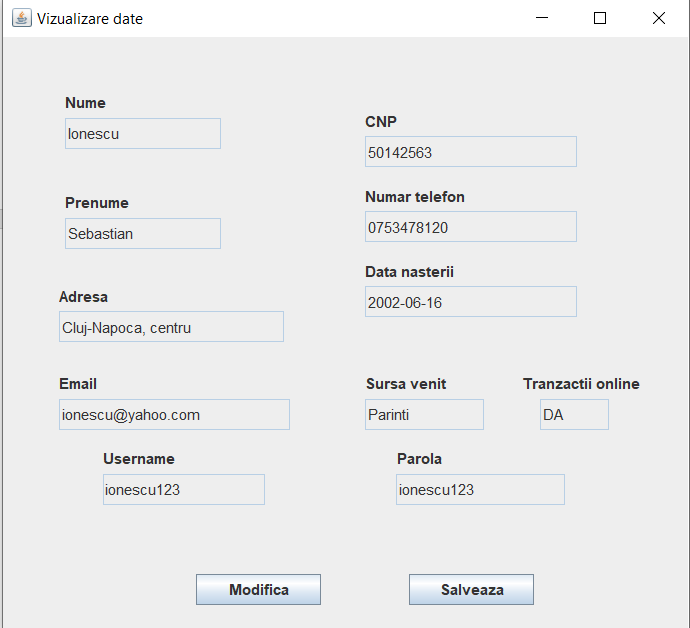 Vizualizare date
Nume
Ionescu
CNP
50142563
Prenume
Sebastian
Numar telefon
0753478120
Data nasterii
2002-06-16
Adresa
Cluj-Napoca, centru
Email
ionescu@yahoo.com
Sursa venit
Parinti
Tranzactii online
DA
Username
ionescu123
Parola
ionescu123
Modifica
Salveaza